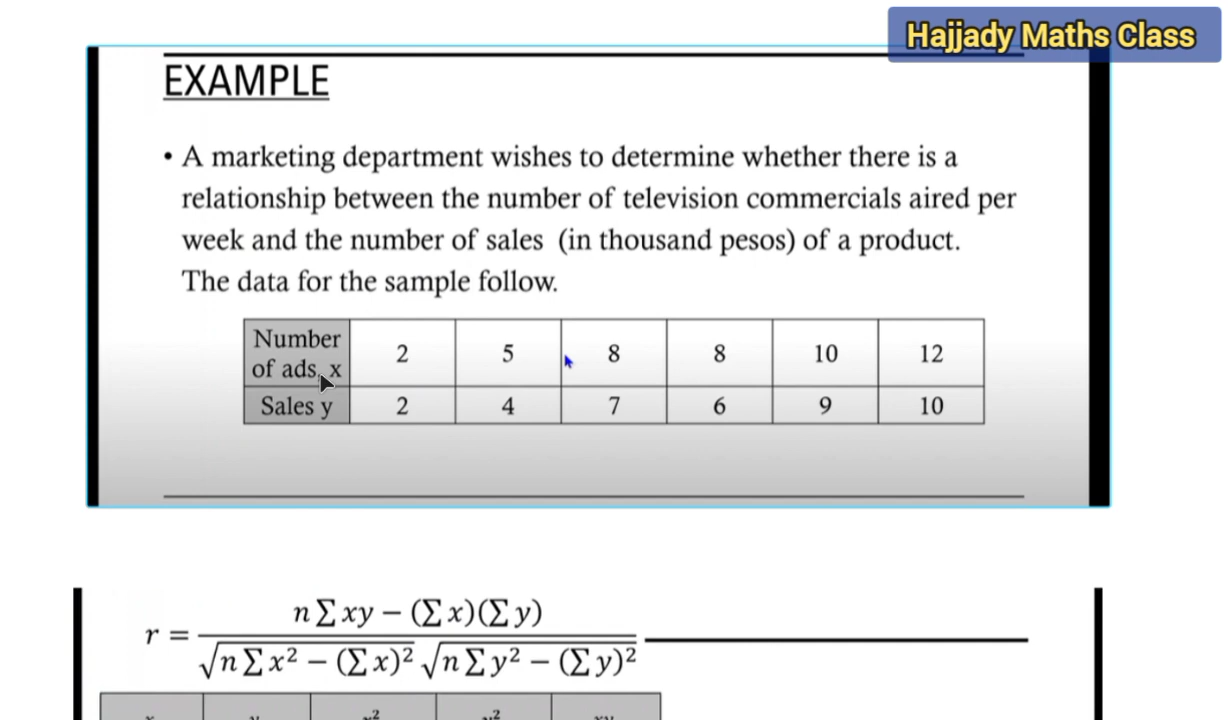 Hajjady Maths Class
EXAMPLE
• A marketing department wishes to determine whether there is a
relationship between the number of television commercials aired per
week and the number of sales (in thousand pesos) of a product.
The data for the sample follow.
Number of ads, x 2 5 8 8 10 12
Sales y 2 4 7 6 9 10
r = n∑xy − (∑x)(∑y) / √n∑x² − (∑x)² √n∑y² − (∑y)²